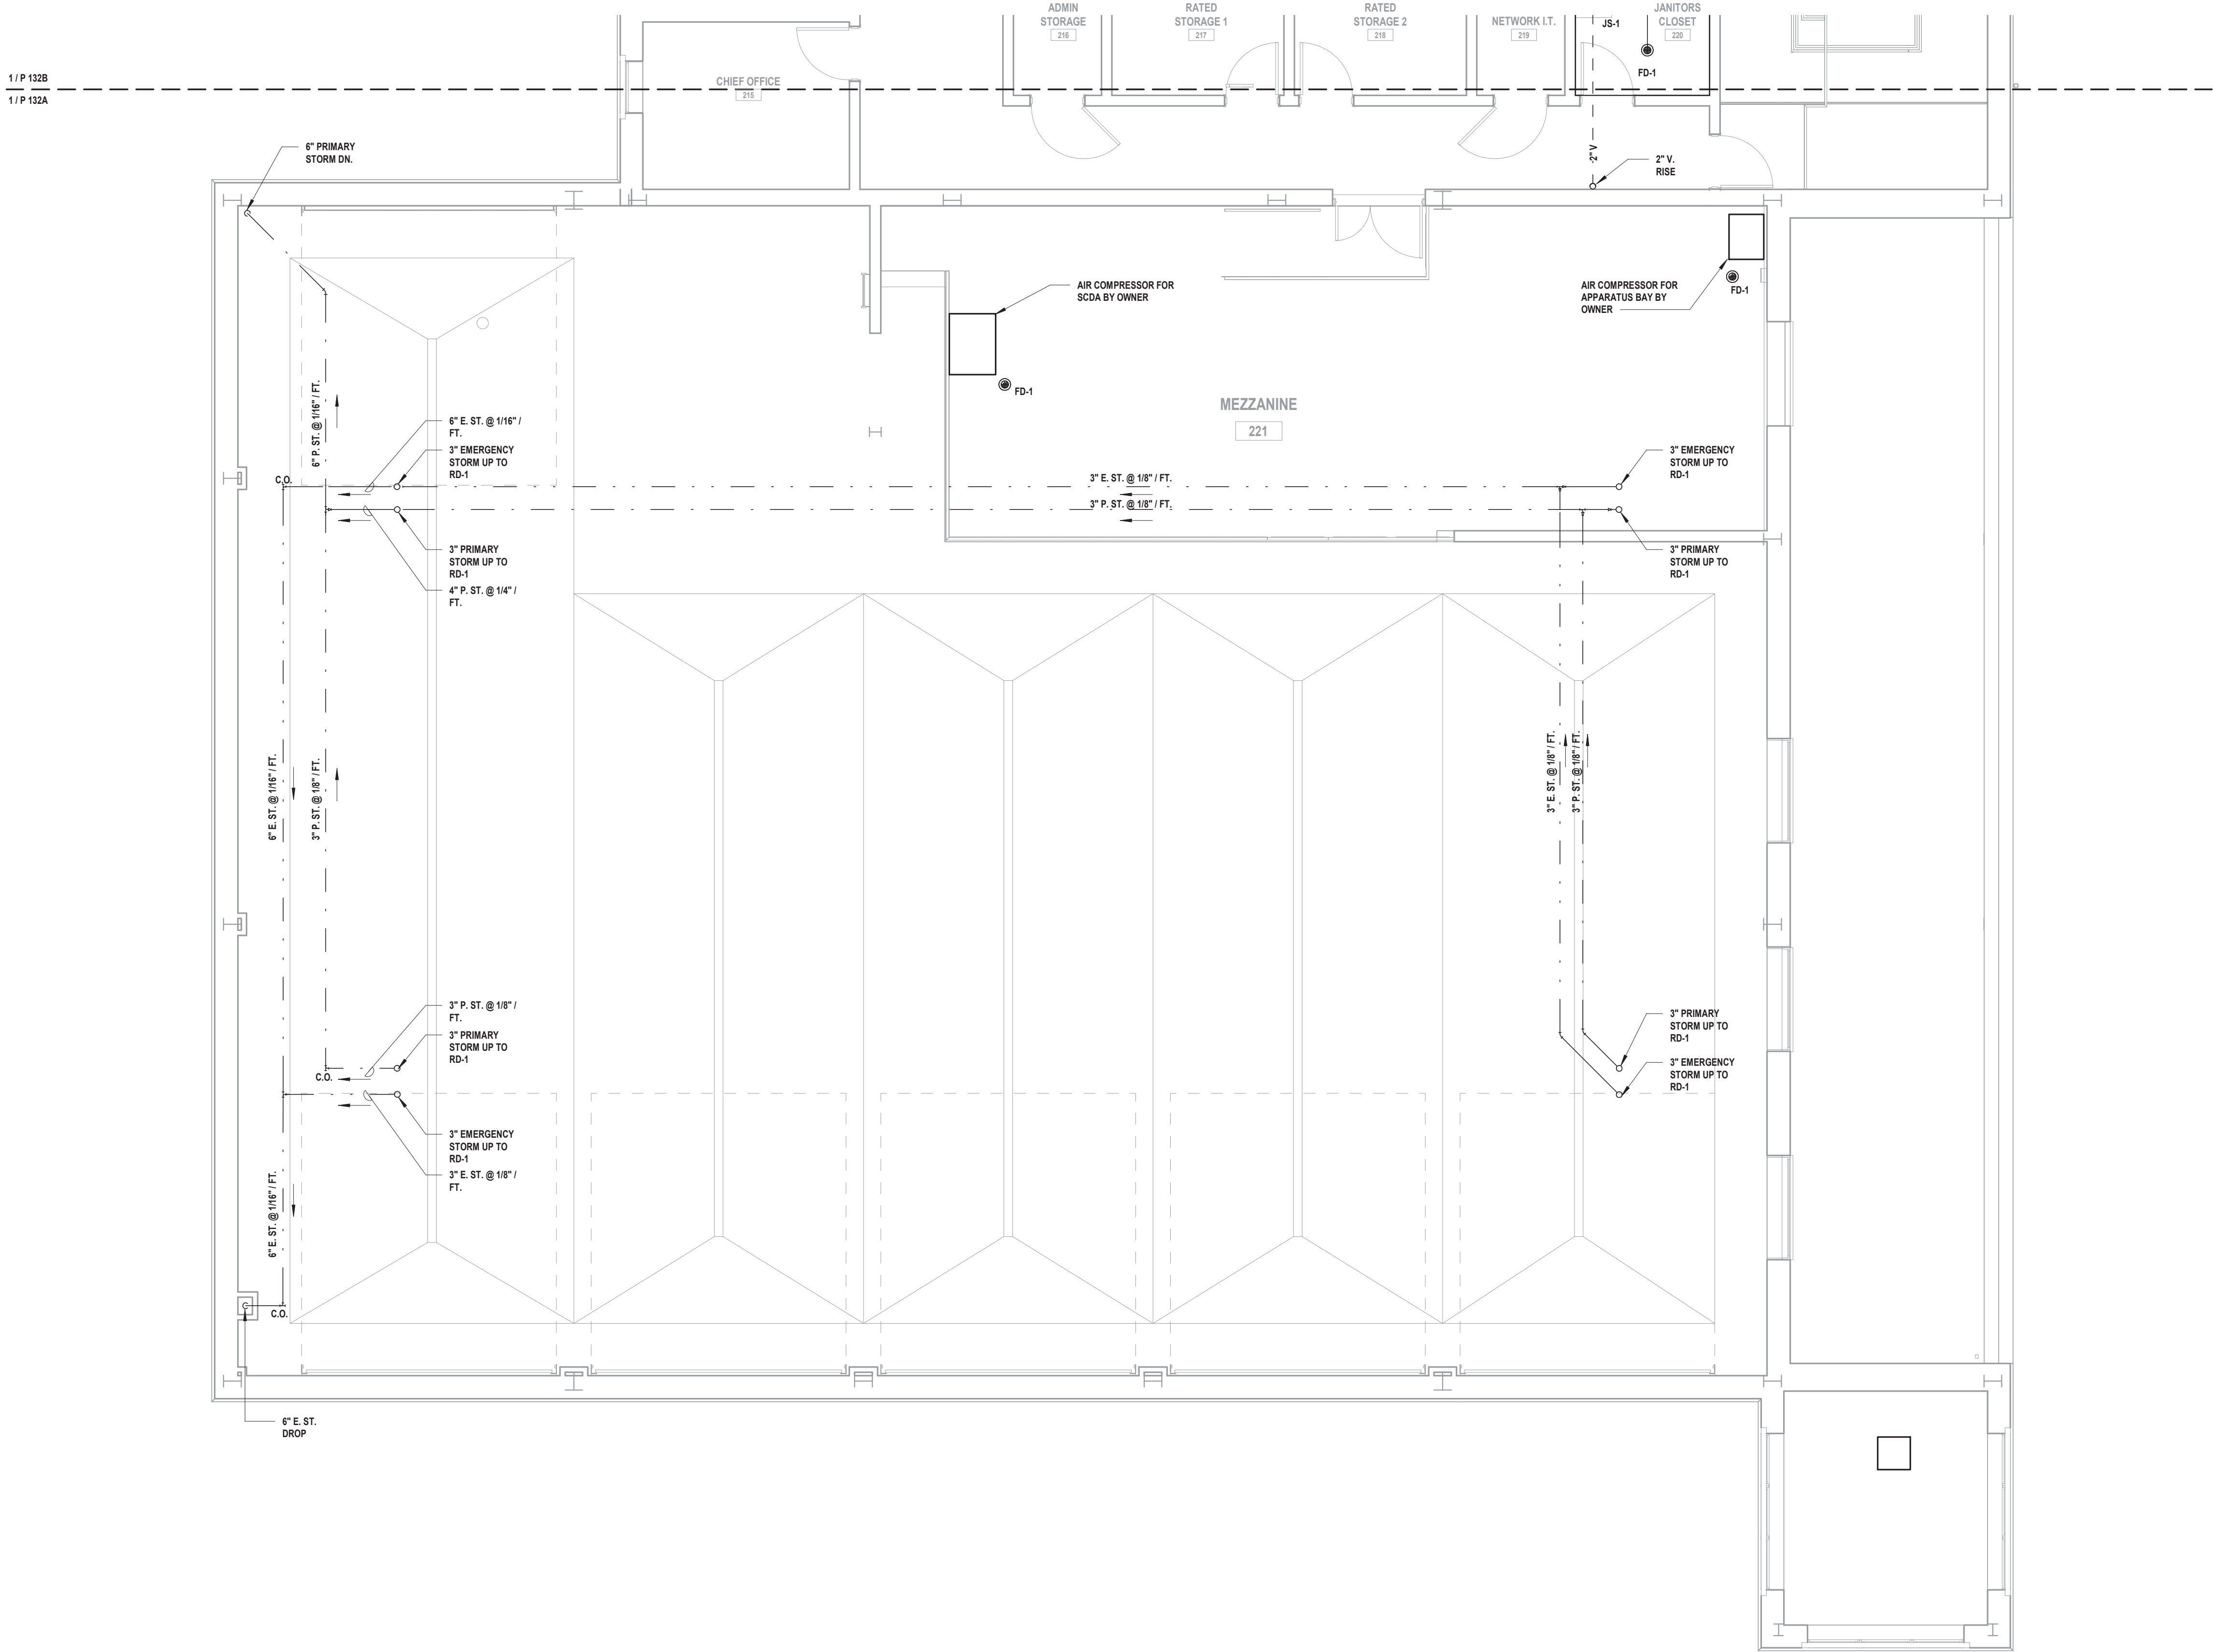 ADMIN
STORAGE
216
RATED
STORAGE 1
217
RATED
STORAGE 2
218
NETWORK I.T.
219
JS-1
JANITORS
CLOSET
220
FD-1
1 / P 132B
1 / P 132A
CHIEF OFFICE
215
6" PRIMARY
STORM DN.
2" V
2" V.
RISE
AIR COMPRESSOR FOR
SCDA BY OWNER
AIR COMPRESSOR FOR
APPARATUS BAY BY
OWNER
FD-1
FD-1
MEZZANINE
221
6" P. ST. @ 1/16" / FT.
6" E. ST. @ 1/16" /
FT.
3" EMERGENCY
STORM UP TO
RD-1
C.O.
3" E. ST. @ 1/8" / FT.
3" P. ST. @ 1/8" / FT.
3" EMERGENCY
STORM UP TO
RD-1
3" PRIMARY
STORM UP TO
RD-1
4" P. ST. @ 1/4" /
FT.
3" PRIMARY
STORM UP TO
RD-1
6" E. ST. @ 1/16" / FT.
3" P. ST. @ 1/8" / FT.
3" E. ST. @ 1/8" / FT.
3" P. ST. @ 1/8" / FT.
3" P. ST. @ 1/8" /
FT.
3" PRIMARY
STORM UP TO
RD-1
C.O.
3" PRIMARY
STORM UP TO
RD-1
3" EMERGENCY
STORM UP TO
RD-1
3" EMERGENCY
STORM UP TO
RD-1
3" E. ST. @ 1/8" /
FT.
6" E. ST. @ 1/16" / FT.
C.O.
6" E. ST.
DROP